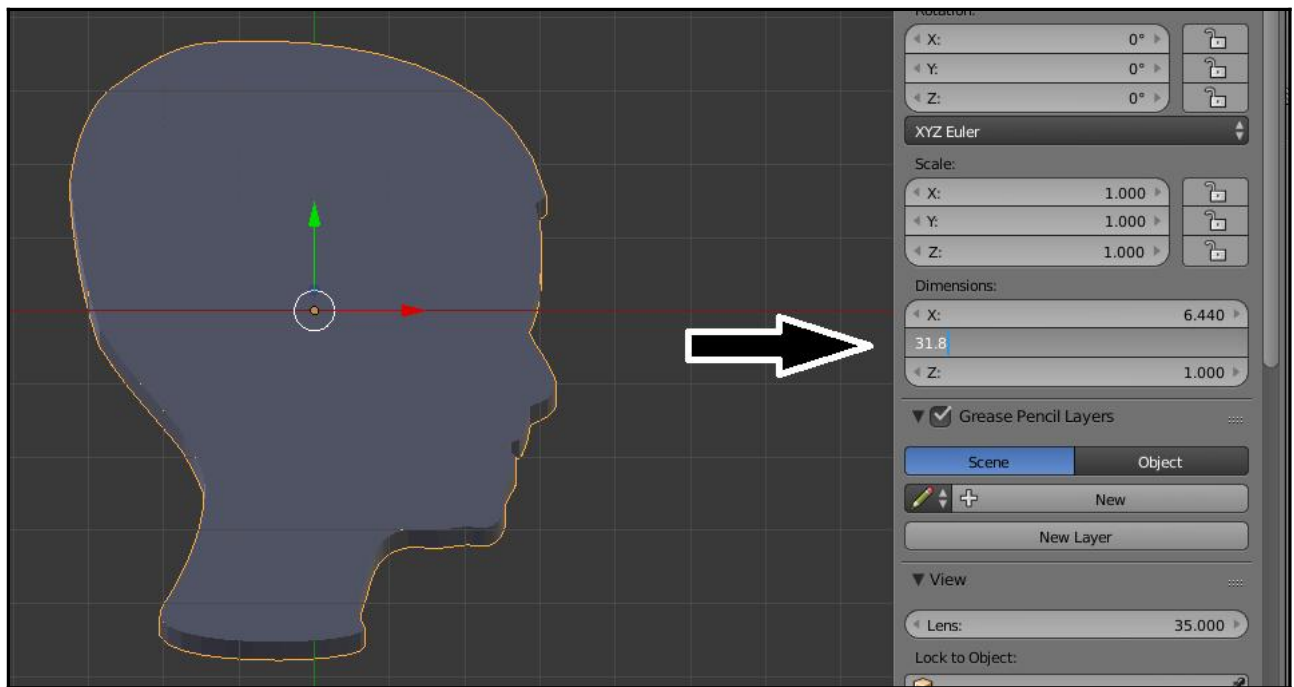 Rotation:
X: 0°
Y: 0°
Z: 0°
XYZ Euler
Scale:
X: 1.000
Y: 1.000
Z: 1.000
Dimensions:
X: 6.440
31.8
Z: 1.000
Grease Pencil Layers
Scene Object
New
New Layer
View
Lens: 35.000
Lock to Object: